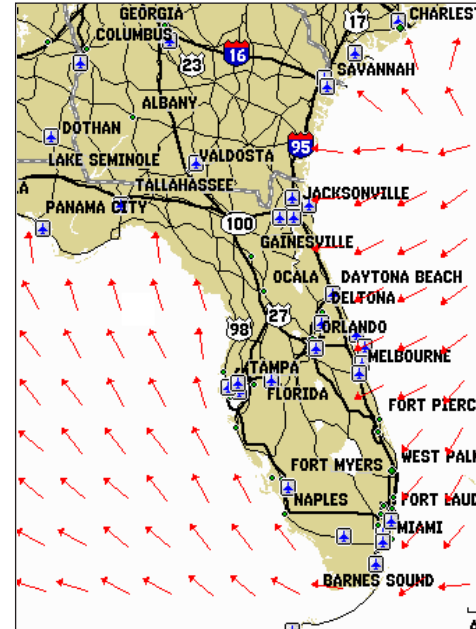 GEORGIA
17
CHARLEST
COLUMBUS
16
23
SAVANNAH
ALBANY
DOTHAN
95
LAKE SEMINOLE
VALDOSTA
TALLAHASSEE
A
JACKSONVILLE
PANAMA CITY
100
GAINESVILLE
OCALA
DAYTONA BEACH
DELTONA
27
98
ORLANDO
MELBOURNE
TAMPA
FLORIDA
FORT PIERC
FORT MYERS
WEST PALM
NAPLES
FORT LAUD
MIAMI
BARNES SOUND